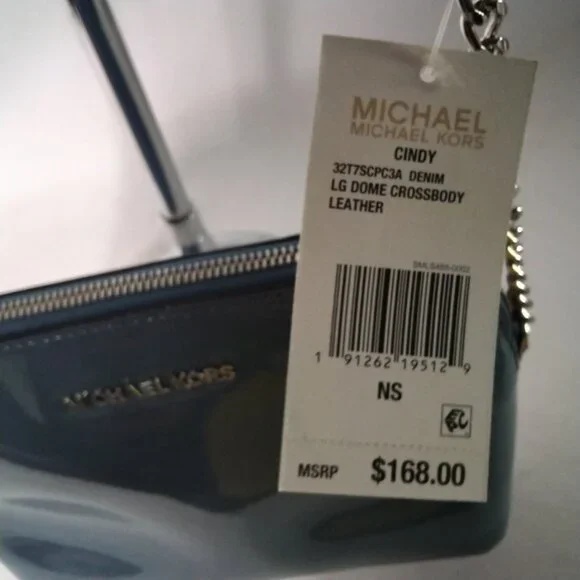 MICHAEL
MICHAEL KORS
CINDY
32T7SCPC3A DENIM
LG DOME CROSSBODY
LEATHER
1 91262 19512 9
NS
MSRP $168.00
MICHAEL KORS